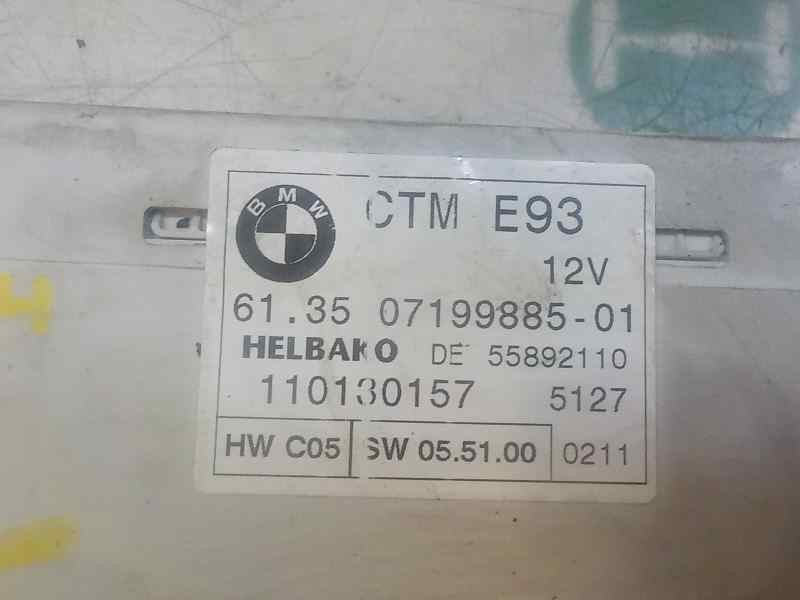 BMW
CTM E93
12V
61.35 07199885-01
HELBAKO DE 55892110
110130157 5127
HW C05 SW 05.51.00 0211